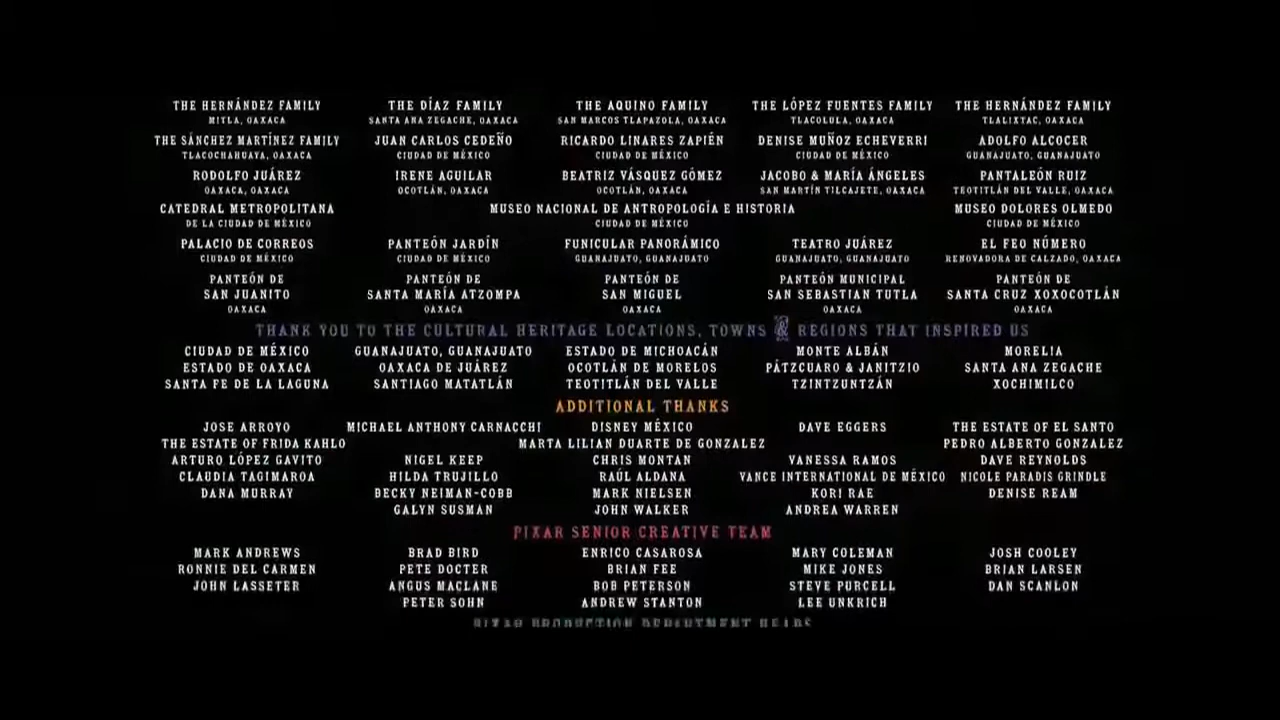 THE HERNÁNDEZ FAMILY THE DÍAZ FAMILY THE AQUINO FAMILY THE LÓPEZ FUENTES FAMILY THE HERNÁNDEZ FAMILY
MITLA, OAXACA SANTA ANA ZEGACHE, OAXACA SAN MARCOS TLAPAZOLA, OAXACA TLACOLULA, OAXACA TLALIXTAC, OAXACA
THE SÁNCHEZ MARTÍNEZ FAMILY JUAN CARLOS CEDEÑO RICARDO LINARES ZAPIÉN DENISE MUÑOZ ECHEVERRI ADOLFO ALCOCER
TLACOCHAHUAYA, OAXACA CIUDAD DE MÉXICO CIUDAD DE MÉXICO CIUDAD DE MÉXICO GUANAJUATO, GUANAJUATO
RODOLFO JUÁREZ IRENE AGUILAR BEATRIZ VÁSQUEZ GÓMEZ JACOBO & MARÍA ÁNGELES PANTALEÓN RUIZ
OAXACA, OAXACA OCOTLÁN, OAXACA OCOTLÁN, OAXACA SAN MARTÍN TILCAJETE, OAXACA TEOTITLÁN DEL VALLE, OAXACA
CATEDRAL METROPOLITANA MUSEO NACIONAL DE ANTROPOLOGÍA E HISTORIA MUSEO DOLORES OLMEDO
DE LA CIUDAD DE MÉXICO CIUDAD DE MÉXICO CIUDAD DE MÉXICO
PALACIO DE CORREOS PANTEÓN JARDÍN FUNICULAR PANORÁMICO TEATRO JUÁREZ EL FEO NÚMERO
CIUDAD DE MÉXICO CIUDAD DE MÉXICO GUANAJUATO, GUANAJUATO GUANAJUATO, GUANAJUATO RENOVADORA DE CALZADO, OAXACA
PANTEÓN DE PANTEÓN DE PANTEÓN DE PANTEÓN MUNICIPAL PANTEÓN DE
SAN JUANITO SANTA MARÍA ATZOMPA SAN MIGUEL SAN SEBASTIAN TUTLA SANTA CRUZ XOXOCOTLÁN
OAXACA OAXACA OAXACA OAXACA OAXACA
THANK YOU TO THE CULTURAL HERITAGE LOCATIONS, TOWNS & REGIONS THAT INSPIRED US
CIUDAD DE MÉXICO GUANAJUATO, GUANAJUATO ESTADO DE MICHOACÁN MONTE ALBÁN MORELIA
ESTADO DE OAXACA OAXACA DE JUÁREZ OCOTLÁN DE MORELOS PÁTZCUARO & JANITZIO SANTA ANA ZEGACHE
SANTA FE DE LA LAGUNA SANTIAGO MATATLÁN TEOTITLÁN DEL VALLE TZINTZUNTZÁN XOCHIMILCO
ADDITIONAL THANKS
JOSE ARROYO MICHAEL ANTHONY CARNACCHI DISNEY MÉXICO DAVE EGGERS THE ESTATE OF EL SANTO
THE ESTATE OF FRIDA KAHLO MARTA LILIAN DUARTE DE GONZALEZ PEDRO ALBERTO GONZALEZ
ARTURO LÓPEZ GAVITO NIGEL KEEP CHRIS MONTAN VANESSA RAMOS DAVE REYNOLDS
CLAUDIA TAGIMAROA HILDA TRUJILLO RAÚL ALDANA VANCE INTERNATIONAL DE MÉXICO NICOLE PARADIS GRINDLE
DANA MURRAY BECKY NEIMAN-COBB MARK NIELSEN KORI RAE DENISE REAM
GALYN SUSMAN JOHN WALKER ANDREA WARREN
PIXAR SENIOR CREATIVE TEAM
MARK ANDREWS BRAD BIRD ENRICO CASAROSA MARY COLEMAN JOSH COOLEY
RONNIE DEL CARMEN PETE DOCTER BRIAN FEE MIKE JONES BRIAN LARSEN
JOHN LASSETER ANGUS MACLANE BOB PETERSON STEVE PURCELL DAN SCANLON
PETER SOHN ANDREW STANTON LEE UNKRICH
PIXAR PRODUCTION DEPARTMENT HEADS